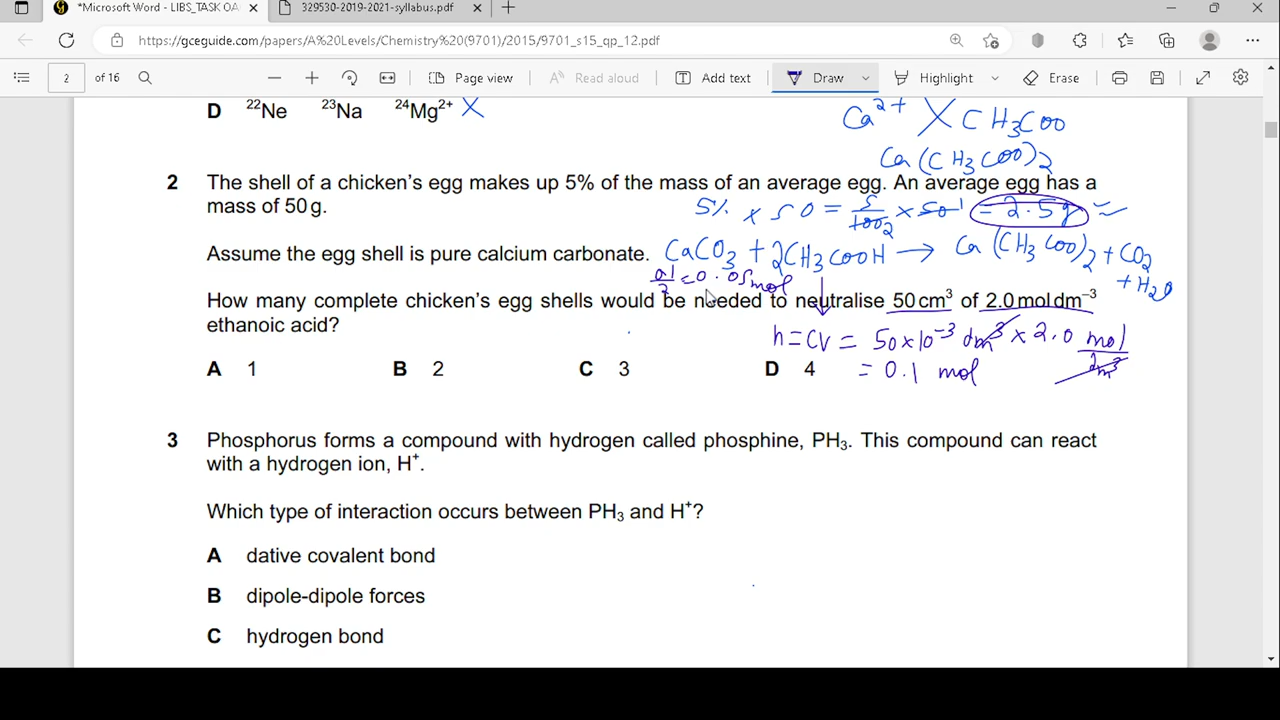 *Microsoft Word - LIBS_TASK OA
329530-2019-2021-syllabus.pdf
https://gceguide.com/papers/A%20Levels/Chemistry%20(9701)/2015/9701_s15_qp_12.pdf
2 of 16
Page view
Read aloud
Add text
Draw
Highlight
Erase
D ²²Ne ²³Na ²⁴Mg²⁺ X
Ca²⁺ CH₃COO
Ca(CH₃COO)₂
2 The shell of a chicken's egg makes up 5% of the mass of an average egg. An average egg has a
mass of 50 g.
5% × 50 = 5/100 2 × 50 1 = 2.5g
Assume the egg shell is pure calcium carbonate.
CaCO₃ + 2CH₃COOH → Ca(CH₃COO)₂ + CO₂
+ H₂O
0.1/2 = 0.05mol
How many complete chicken's egg shells would be needed to neutralise 50 cm³ of 2.0 mol dm⁻³
ethanoic acid?
n = CV = 50×10⁻³ dm³ × 2.0 mol/dm³
= 0.1 mol
A 1 B 2 C 3 D 4
3 Phosphorus forms a compound with hydrogen called phosphine, PH₃. This compound can react
with a hydrogen ion, H⁺.
Which type of interaction occurs between PH₃ and H⁺?
A dative covalent bond
B dipole-dipole forces
C hydrogen bond